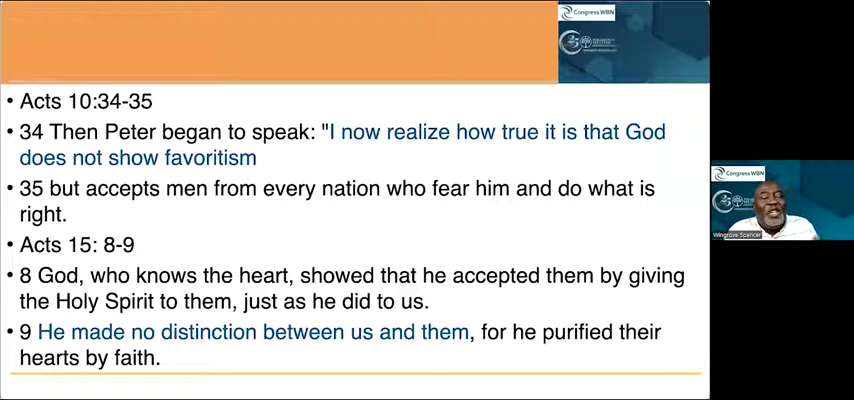 Congress WBN
25
• Acts 10:34-35
• 34 Then Peter began to speak: "I now realize how true it is that God
does not show favoritism
• 35 but accepts men from every nation who fear him and do what is
right.
• Acts 15: 8-9
• 8 God, who knows the heart, showed that he accepted them by giving
the Holy Spirit to them, just as he did to us.
• 9 He made no distinction between us and them, for he purified their
hearts by faith.
Congress WBN
25
Wingrove Spencer